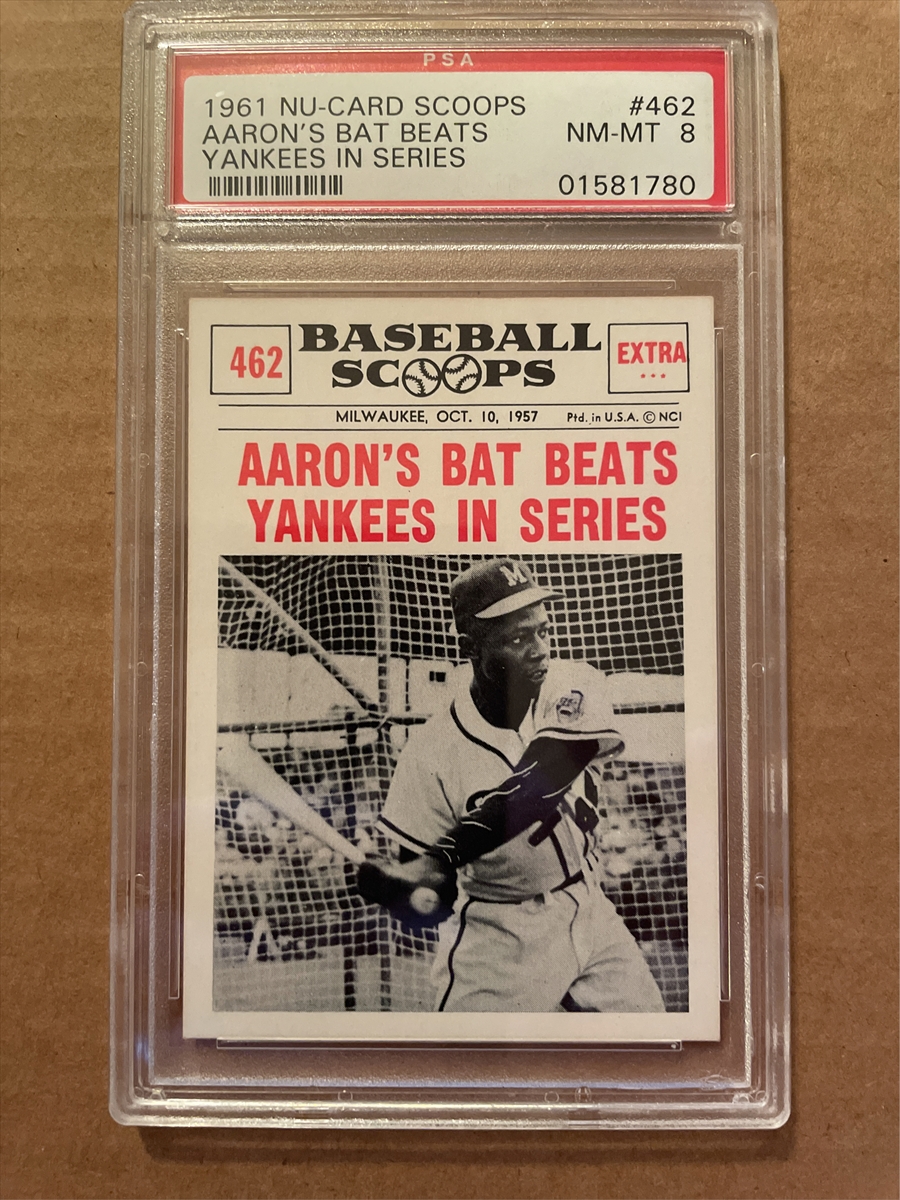 PSA
1961 NU-CARD SCOOPS #462
AARON'S BAT BEATS NM-MT 8
YANKEES IN SERIES
01581780
462 BASEBALL SCOOPS EXTRA
MILWAUKEE, OCT. 10, 1957 Ptd. in U.S.A. © NCI
AARON'S BAT BEATS
YANKEES IN SERIES
M